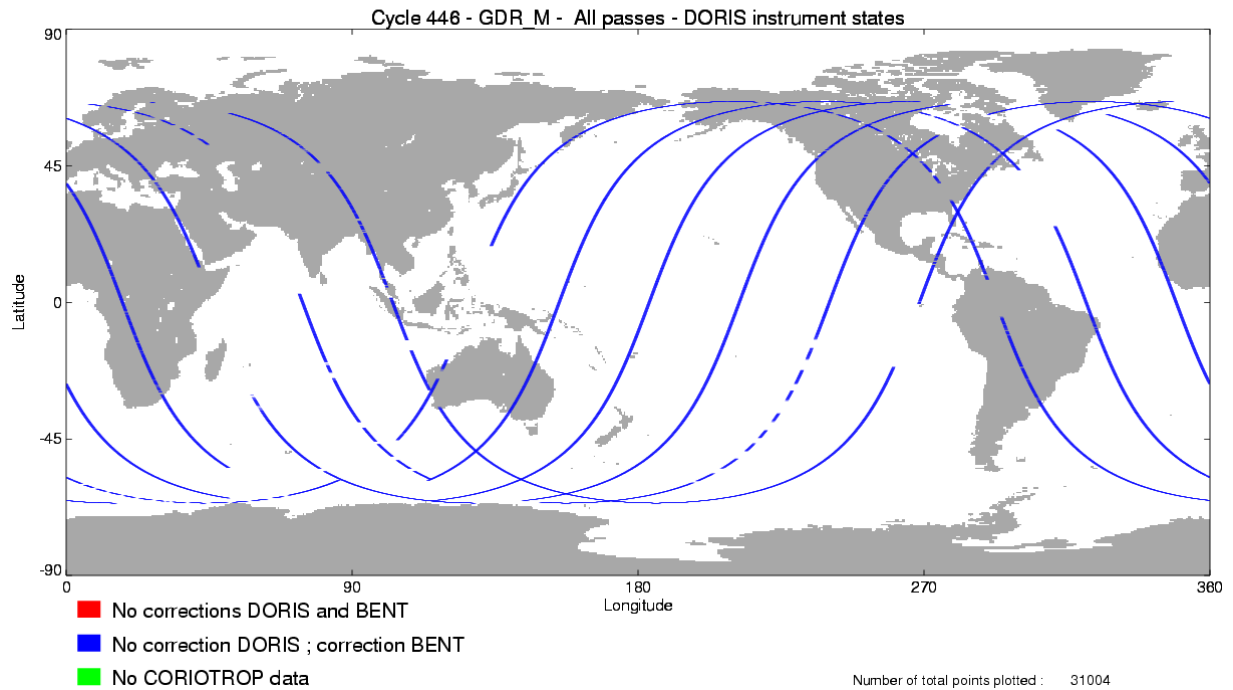 Cycle 446 - GDR_M - All passes - DORIS instrument states
90
45
0
-45
-90
Latitude
0 90 180 270 360
Longitude
No corrections DORIS and BENT
No correction DORIS ; correction BENT
No CORIOTROP data
Number of total points plotted : 31004